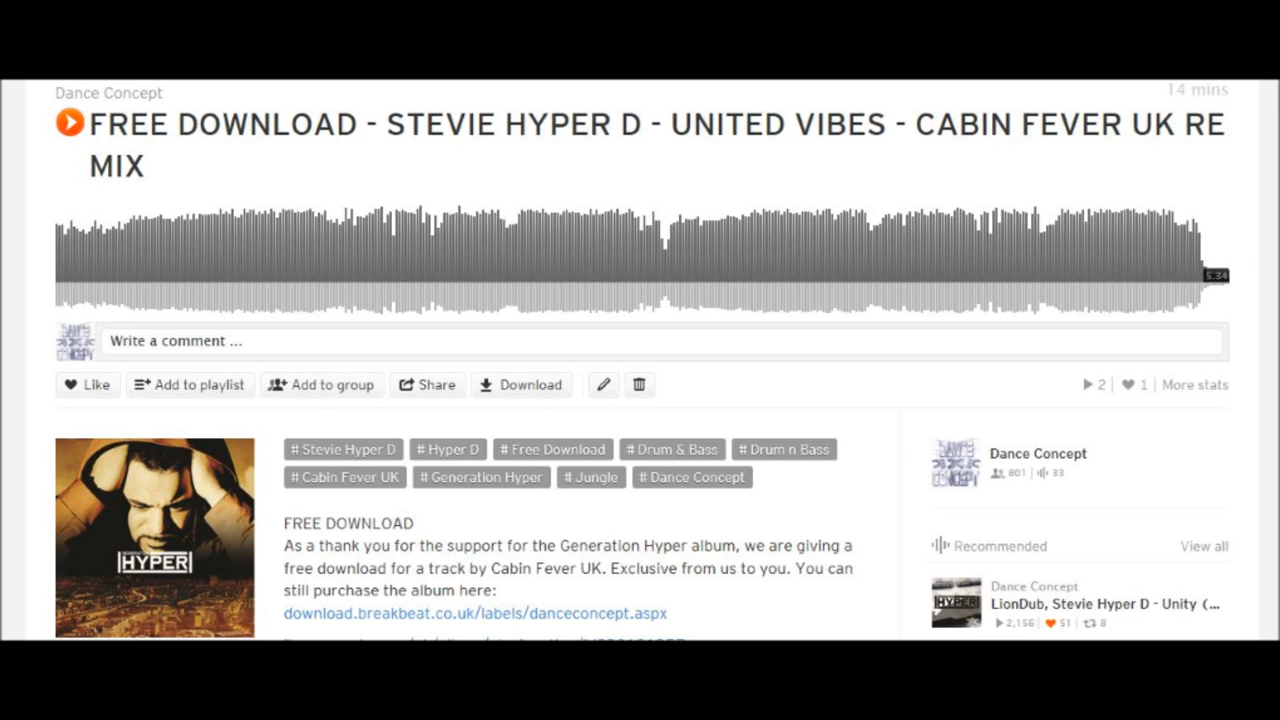 Dance Concept
14 mins
FREE DOWNLOAD - STEVIE HYPER D - UNITED VIBES - CABIN FEVER UK RE
MIX
5.34
Write a comment ...
Like Add to playlist Add to group Share Download
2 1 More stats
# Stevie Hyper D # Hyper D # Free Download # Drum & Bass # Drum n Bass
# Cabin Fever UK # Generation Hyper # Jungle # Dance Concept
FREE DOWNLOAD
As a thank you for the support for the Generation Hyper album, we are giving a
free download for a track by Cabin Fever UK. Exclusive from us to you. You can
still purchase the album here:
download.breakbeat.co.uk/labels/danceconcept.aspx
HYPER
Dance Concept
801 33
Recommended View all
HYPER
Dance Concept
LionDub, Stevie Hyper D - Unity (...
2,156 51 8